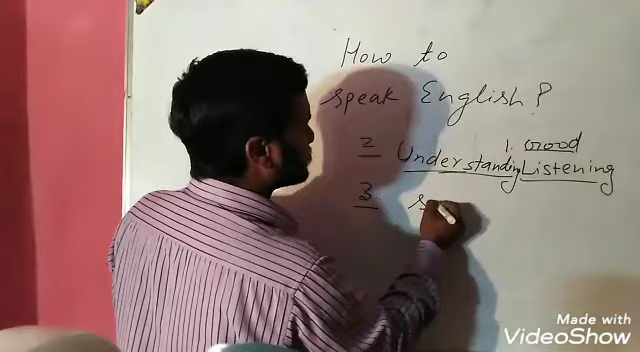 How to
speak English?
1. Good
2 Understanding Listening
3 s
Made with
VideoShow